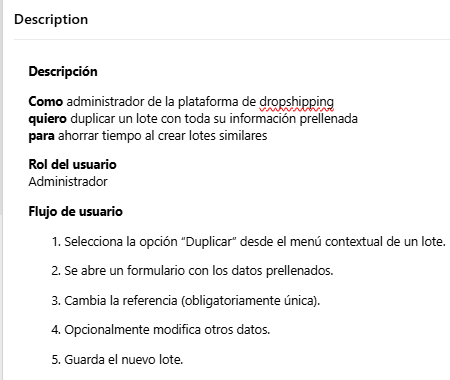 Description
Descripción
Como administrador de la plataforma de dropshipping
quiero duplicar un lote con toda su información prellenada
para ahorrar tiempo al crear lotes similares
Rol del usuario
Administrador
Flujo de usuario
1. Selecciona la opción “Duplicar” desde el menú contextual de un lote.
2. Se abre un formulario con los datos prellenados.
3. Cambia la referencia (obligatoriamente única).
4. Opcionalmente modifica otros datos.
5. Guarda el nuevo lote.